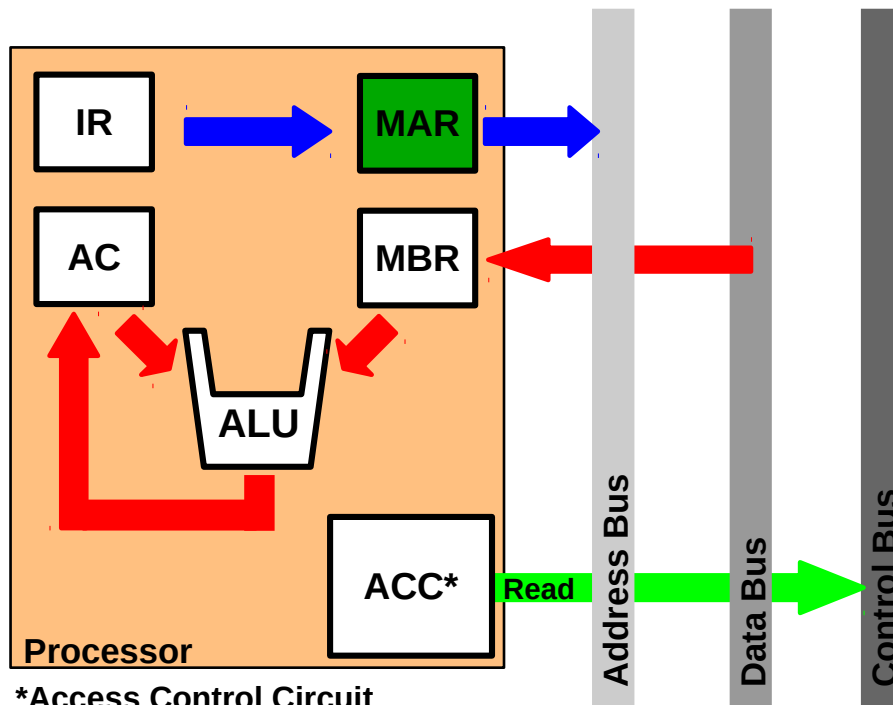 IR
MAR
AC
MBR
ALU
ACC*
Read
Processor
*Access Control Circuit
Address Bus
Data Bus
Control Bus